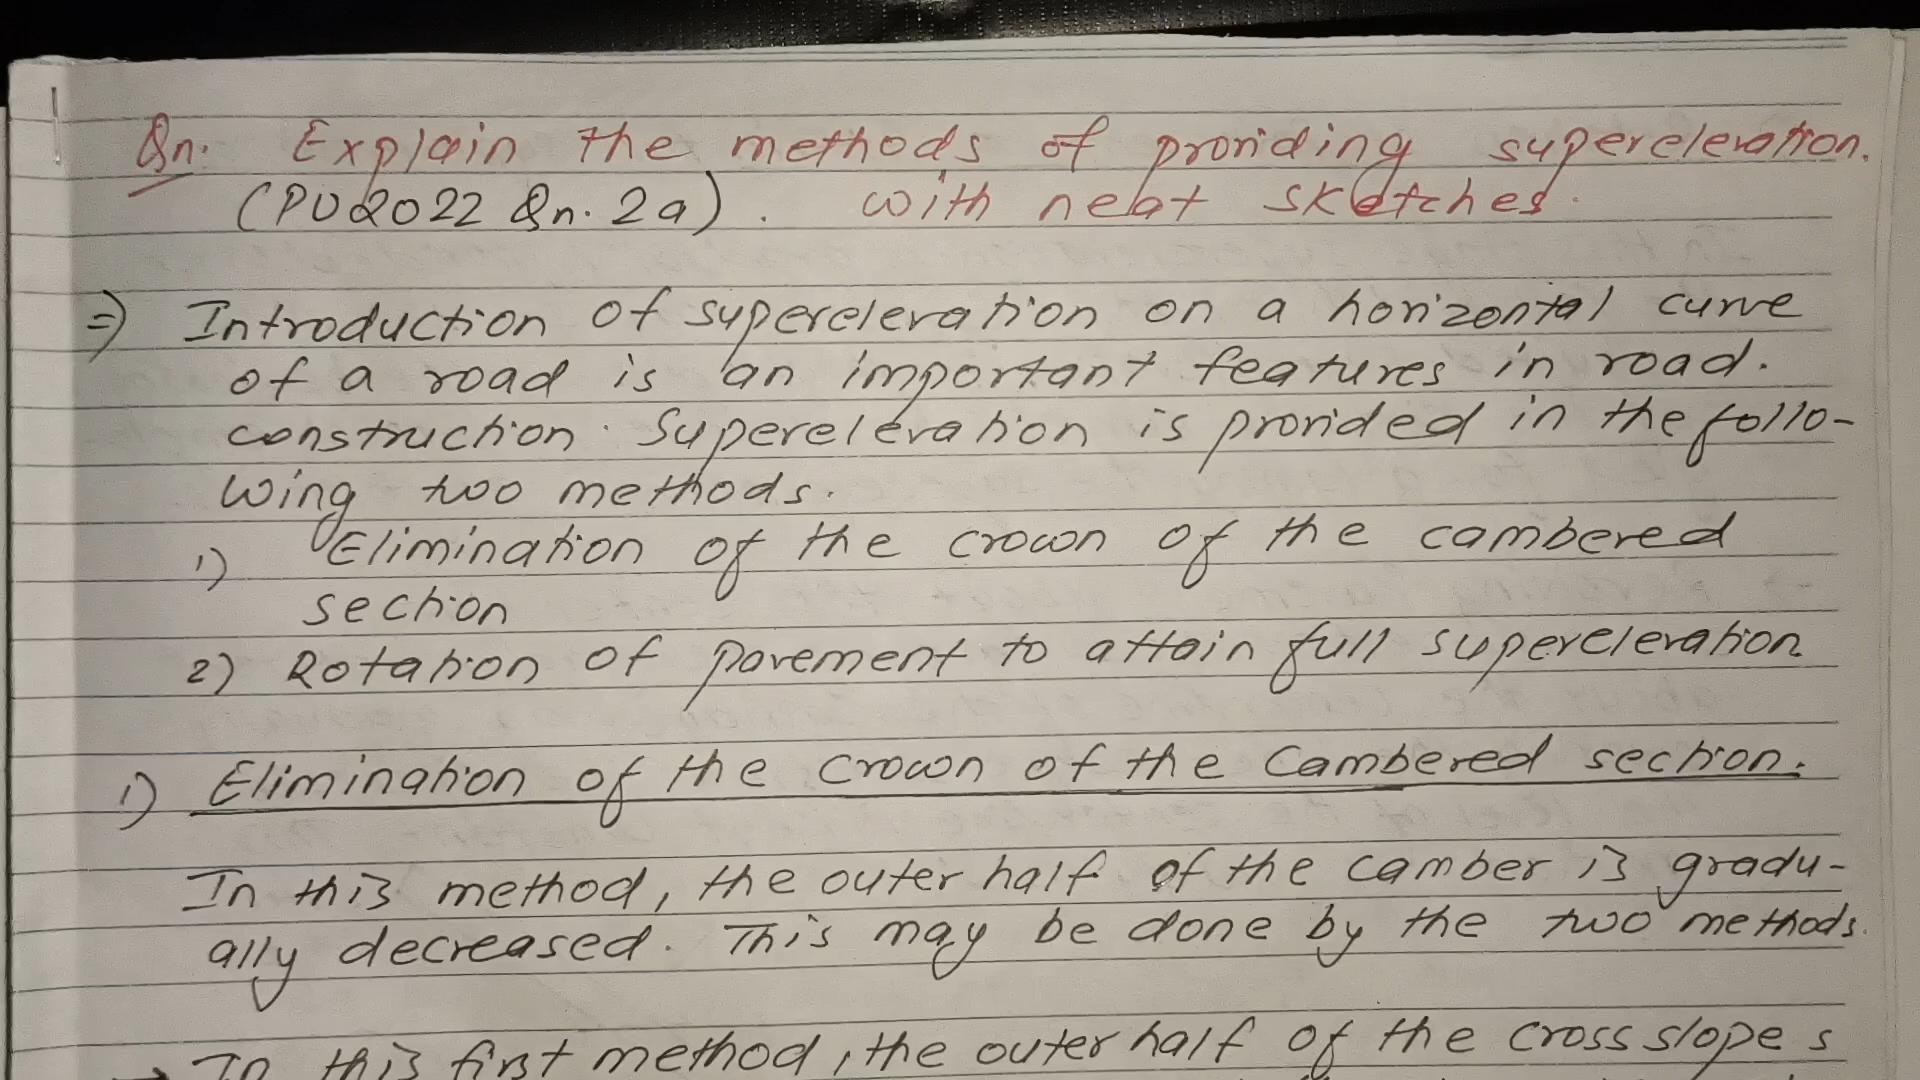 Qn. Explain the methods of providing superelevation.
(PU 2022 Qn. 2a). with neat sketches.
⇒) Introduction of superelevation on a horizontal curve
of a road is an important features in road.
construction. Superelevation is provided in the follo-
wing two methods.
1) Elimination of the crown of the cambered
section
2) Rotation of pavement to attain full superelevation
1) Elimination of the crown of the Cambered section.
In this method, the outer half of the camber is gradu-
ally decreased. This may be done by the two methods.
→ In this first method, the outer half of the cross slope s